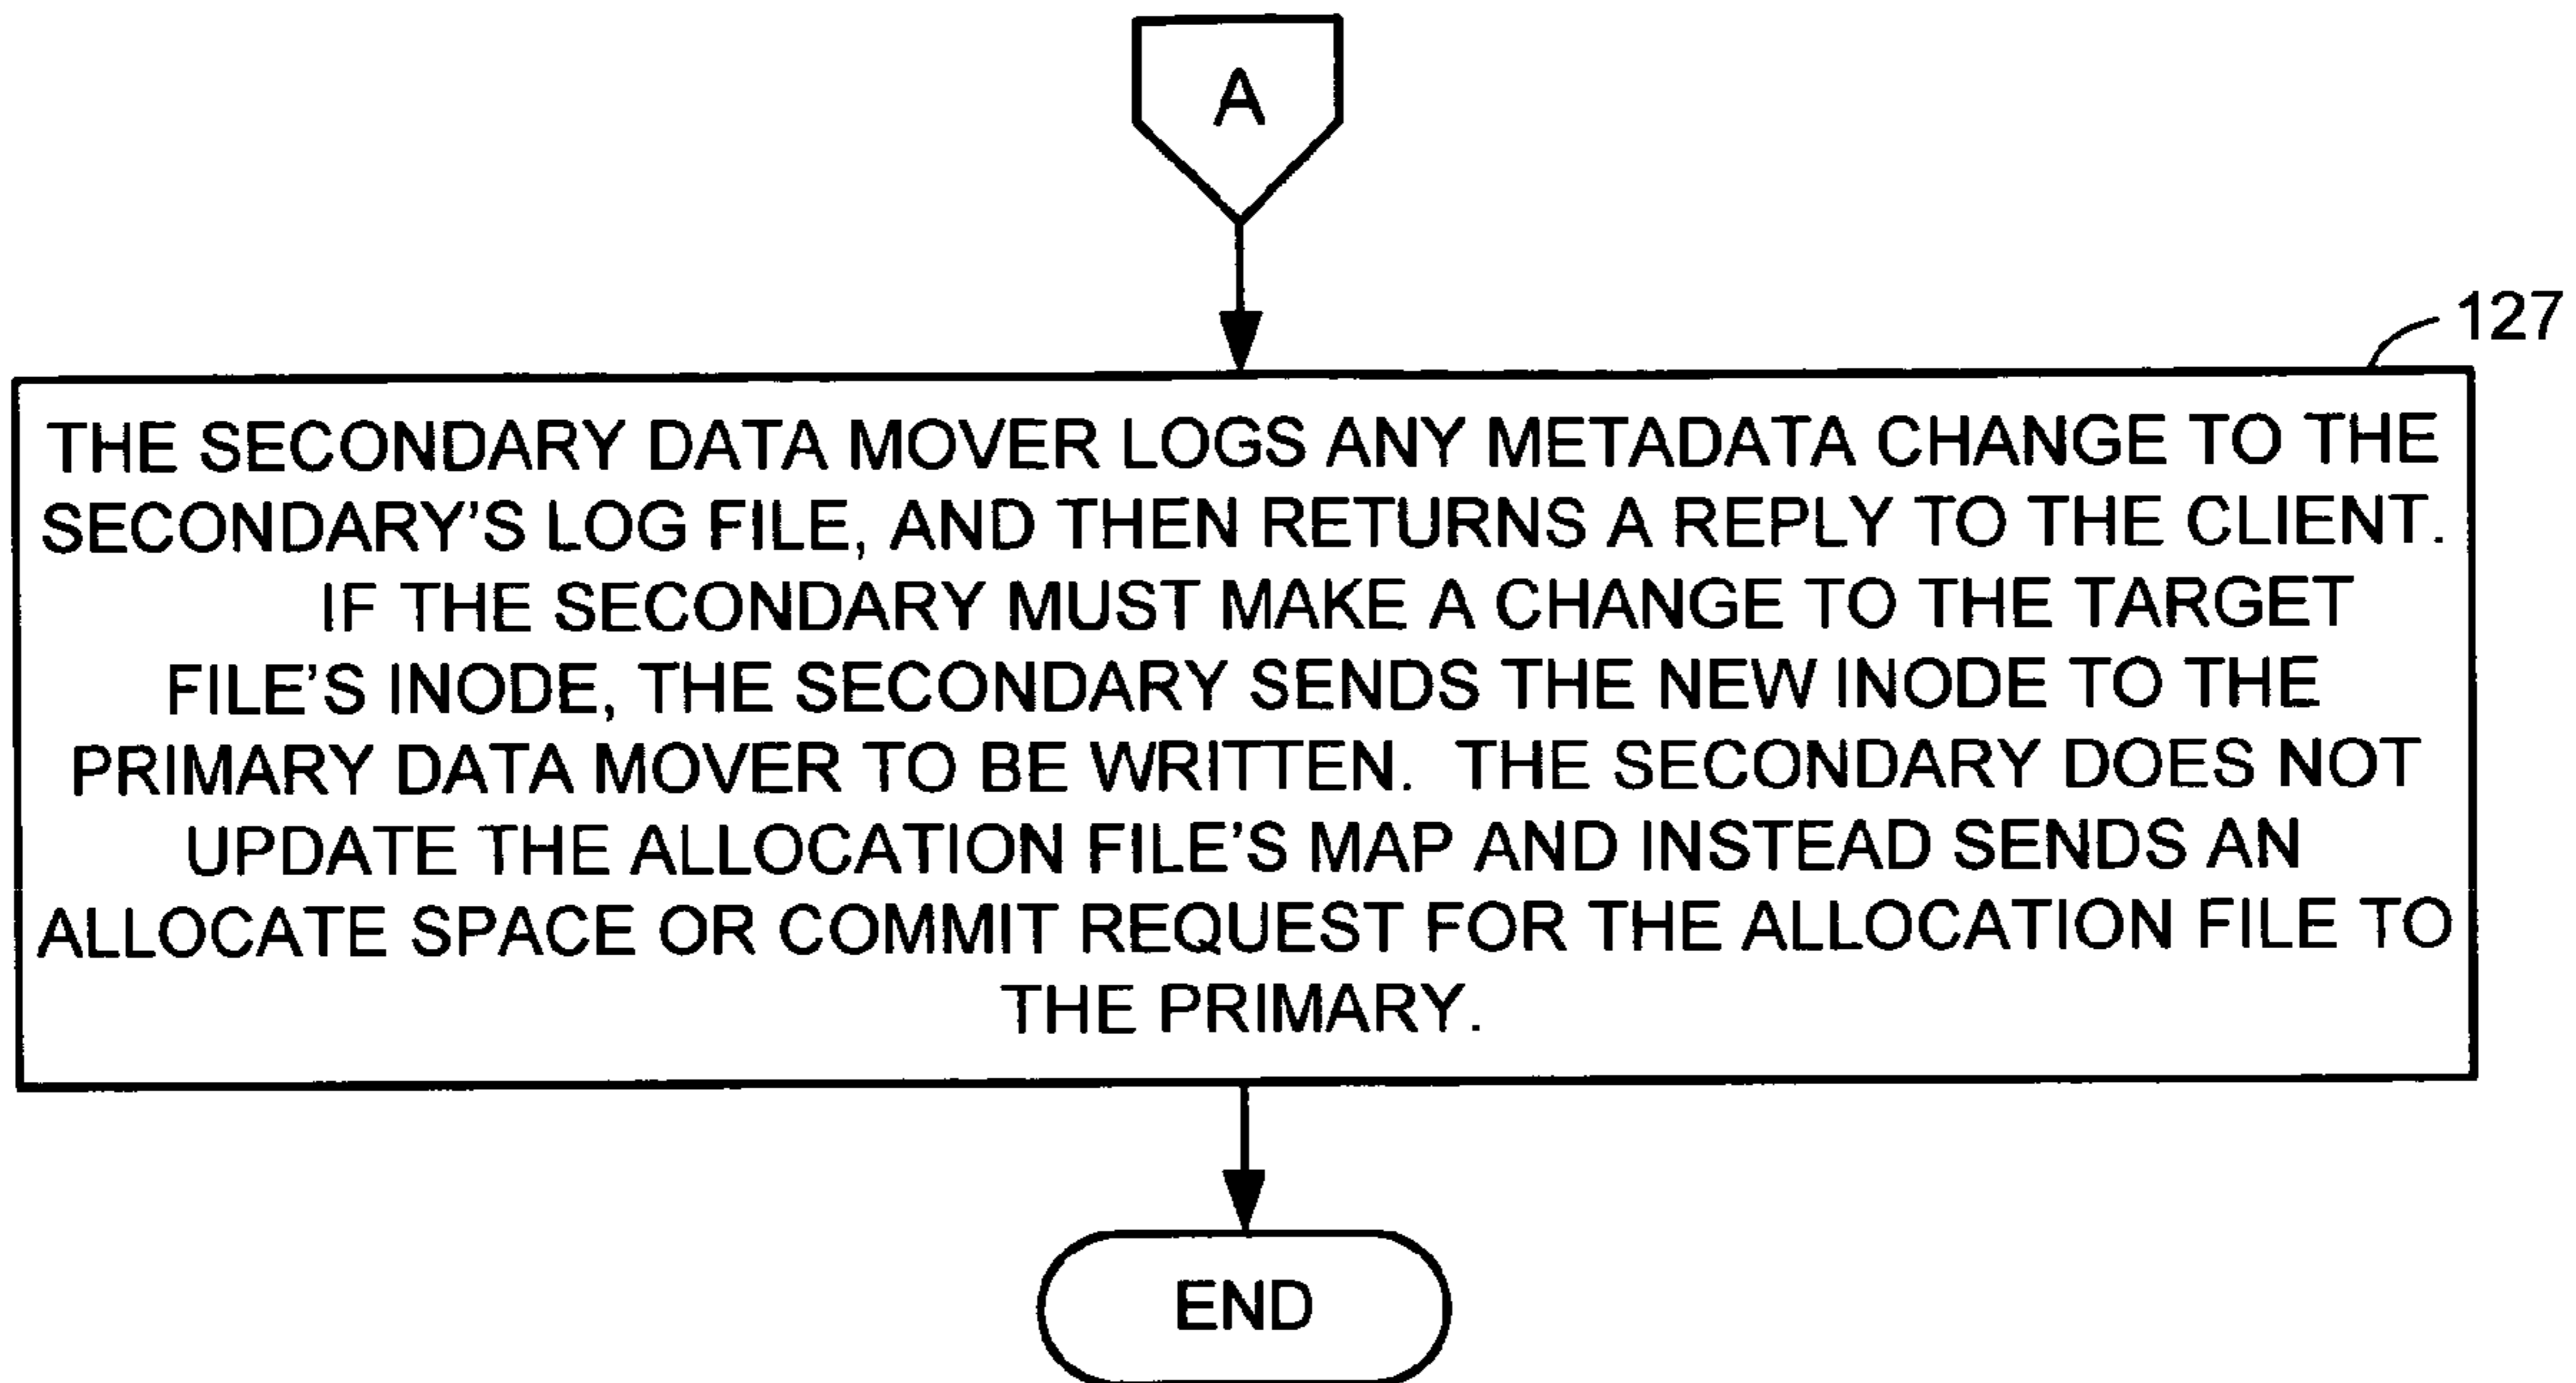 A
127
THE SECONDARY DATA MOVER LOGS ANY METADATA CHANGE TO THE
SECONDARY'S LOG FILE, AND THEN RETURNS A REPLY TO THE CLIENT.
IF THE SECONDARY MUST MAKE A CHANGE TO THE TARGET
FILE'S INODE, THE SECONDARY SENDS THE NEW INODE TO THE
PRIMARY DATA MOVER TO BE WRITTEN. THE SECONDARY DOES NOT
UPDATE THE ALLOCATION FILE'S MAP AND INSTEAD SENDS AN
ALLOCATE SPACE OR COMMIT REQUEST FOR THE ALLOCATION FILE TO
THE PRIMARY.
END